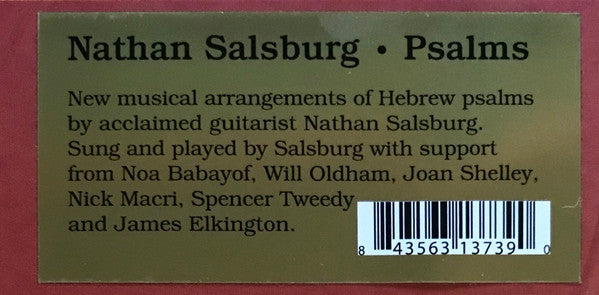 Nathan Salsburg • Psalms
New musical arrangements of Hebrew psalms
by acclaimed guitarist Nathan Salsburg.
Sung and played by Salsburg with support
from Noa Babayof, Will Oldham, Joan Shelley,
Nick Macri, Spencer Tweedy
and James Elkington.
8 43563 13739 0